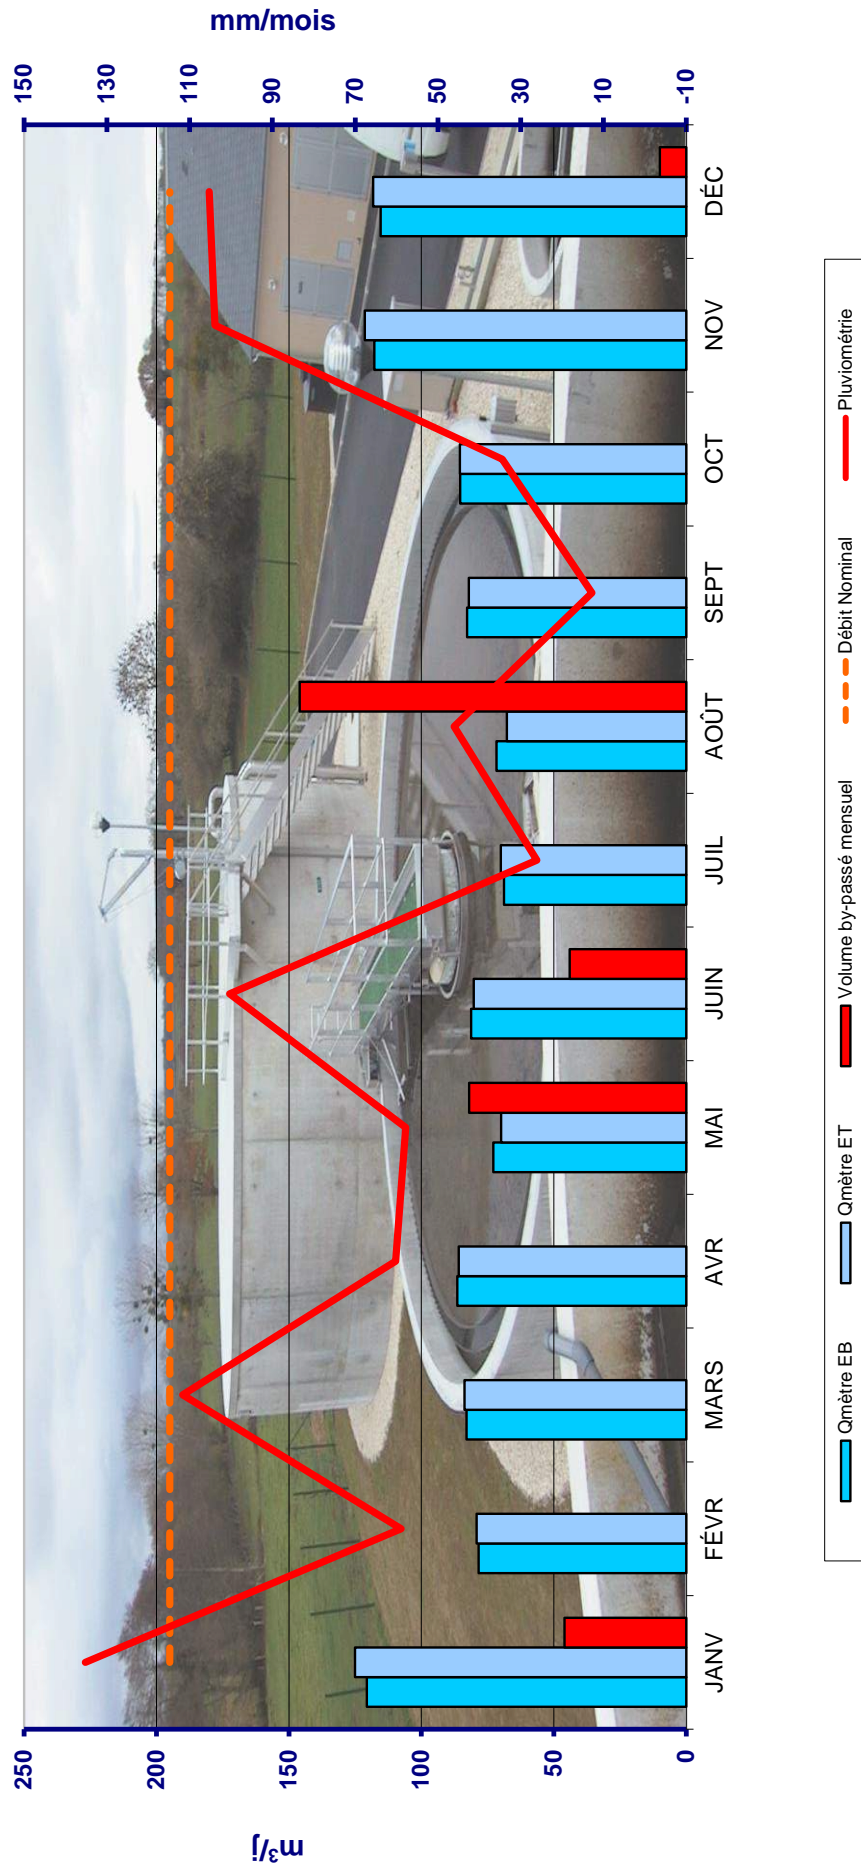 mm/mois
150
130
110
90
70
50
30
10
-10
m³/j
250
200
150
100
50
0
JANV
FÉVR
MARS
AVR
MAI
JUIN
JUIL
AOÛT
SEPT
OCT
NOV
DÉC
Qmètre EB
Qmètre ET
Volume by-passé mensuel
Débit Nominal
Pluviométrie